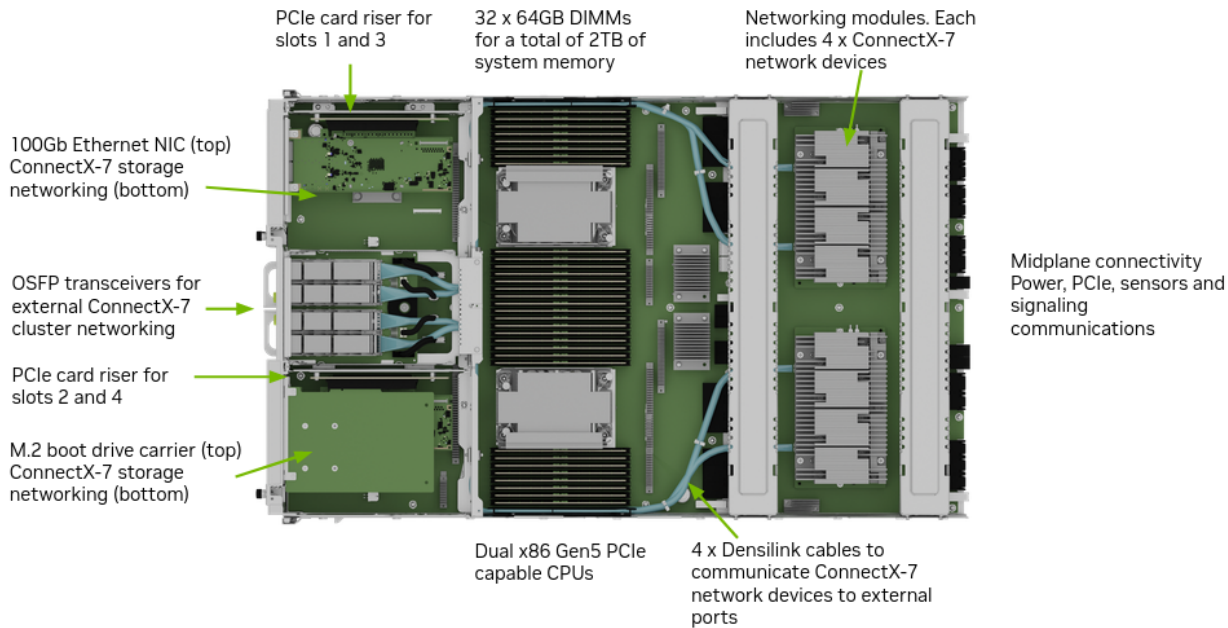 PCIe card riser for
slots 1 and 3
32 x 64GB DIMMs
for a total of 2TB of
system memory
Networking modules. Each
includes 4 x ConnectX-7
network devices
100Gb Ethernet NIC (top)
ConnectX-7 storage
networking (bottom)
OSFP transceivers for
external ConnectX-7
cluster networking
Midplane connectivity
Power, PCIe, sensors and
signaling
communications
PCIe card riser for
slots 2 and 4
M.2 boot drive carrier (top)
ConnectX-7 storage
networking (bottom)
Dual x86 Gen5 PCIe
capable CPUs
4 x Densilink cables to
communicate ConnectX-7
network devices to external
ports